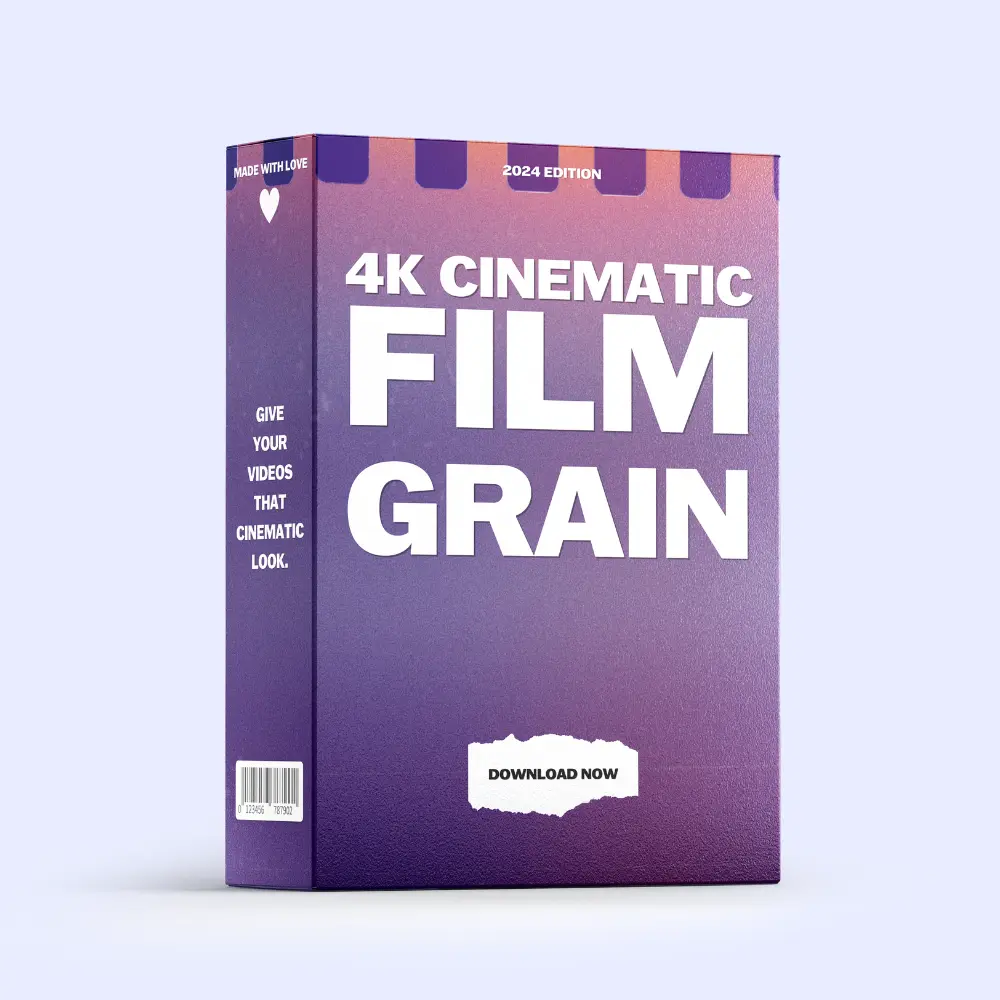 MADE WITH LOVE
GIVE
YOUR
VIDEOS
THAT
CINEMATIC
LOOK.
0 123456 787902
2024 EDITION
4K CINEMATIC
FILM
GRAIN
DOWNLOAD NOW